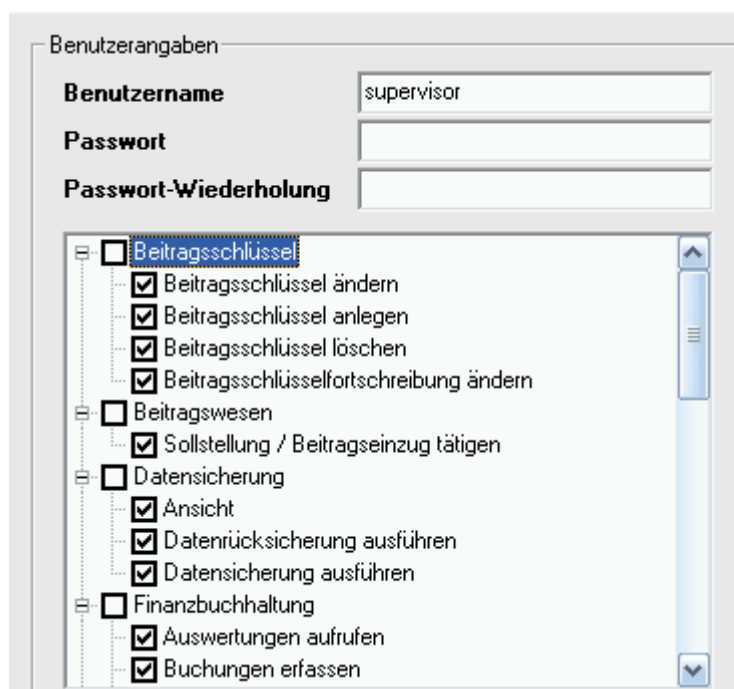 Benutzerangaben
Benutzername supervisor
Passwort
Passwort-Wiederholung
Beitragsschlüssel
Beitragsschlüssel ändern
Beitragsschlüssel anlegen
Beitragsschlüssel löschen
Beitragsschlüsselfortschreibung ändern
Beitragswesen
Sollstellung / Beitragseinzug tätigen
Datensicherung
Ansicht
Datenrücksicherung ausführen
Datensicherung ausführen
Finanzbuchhaltung
Auswertungen aufrufen
Buchungen erfassen